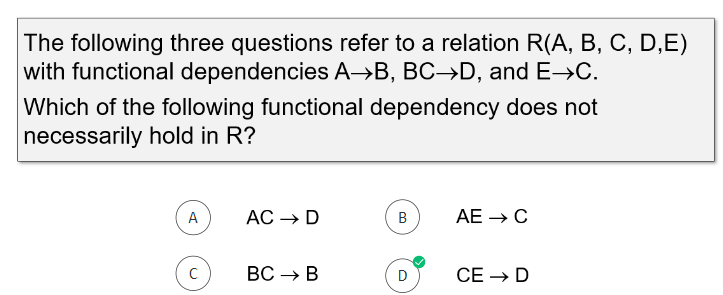 The following three questions refer to a relation R(A, B, C, D,E)
with functional dependencies A→B, BC→D, and E→C.
Which of the following functional dependency does not
necessarily hold in R?
A AC → D
B AE → C
C BC → B
D CE → D